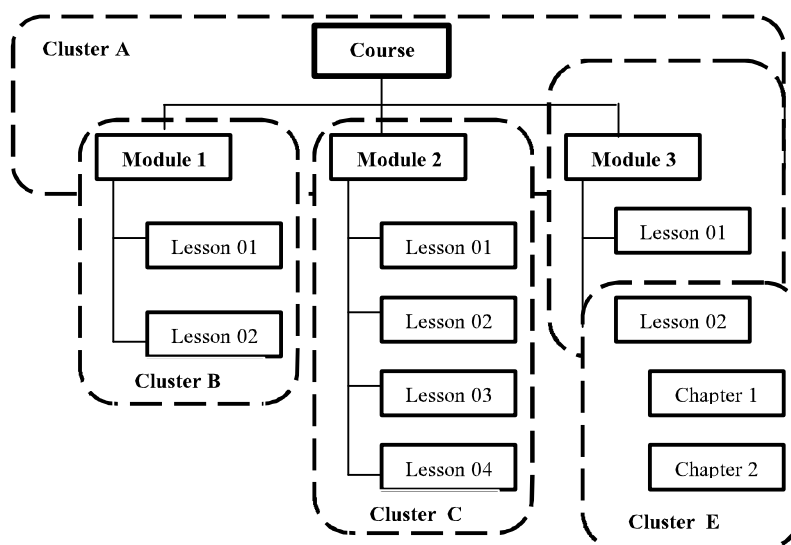 Cluster A
Course
Module 1
Module 2
Module 3
Lesson 01
Lesson 02
Cluster B
Lesson 01
Lesson 02
Lesson 03
Lesson 04
Cluster C
Lesson 01
Lesson 02
Chapter 1
Chapter 2
Cluster E